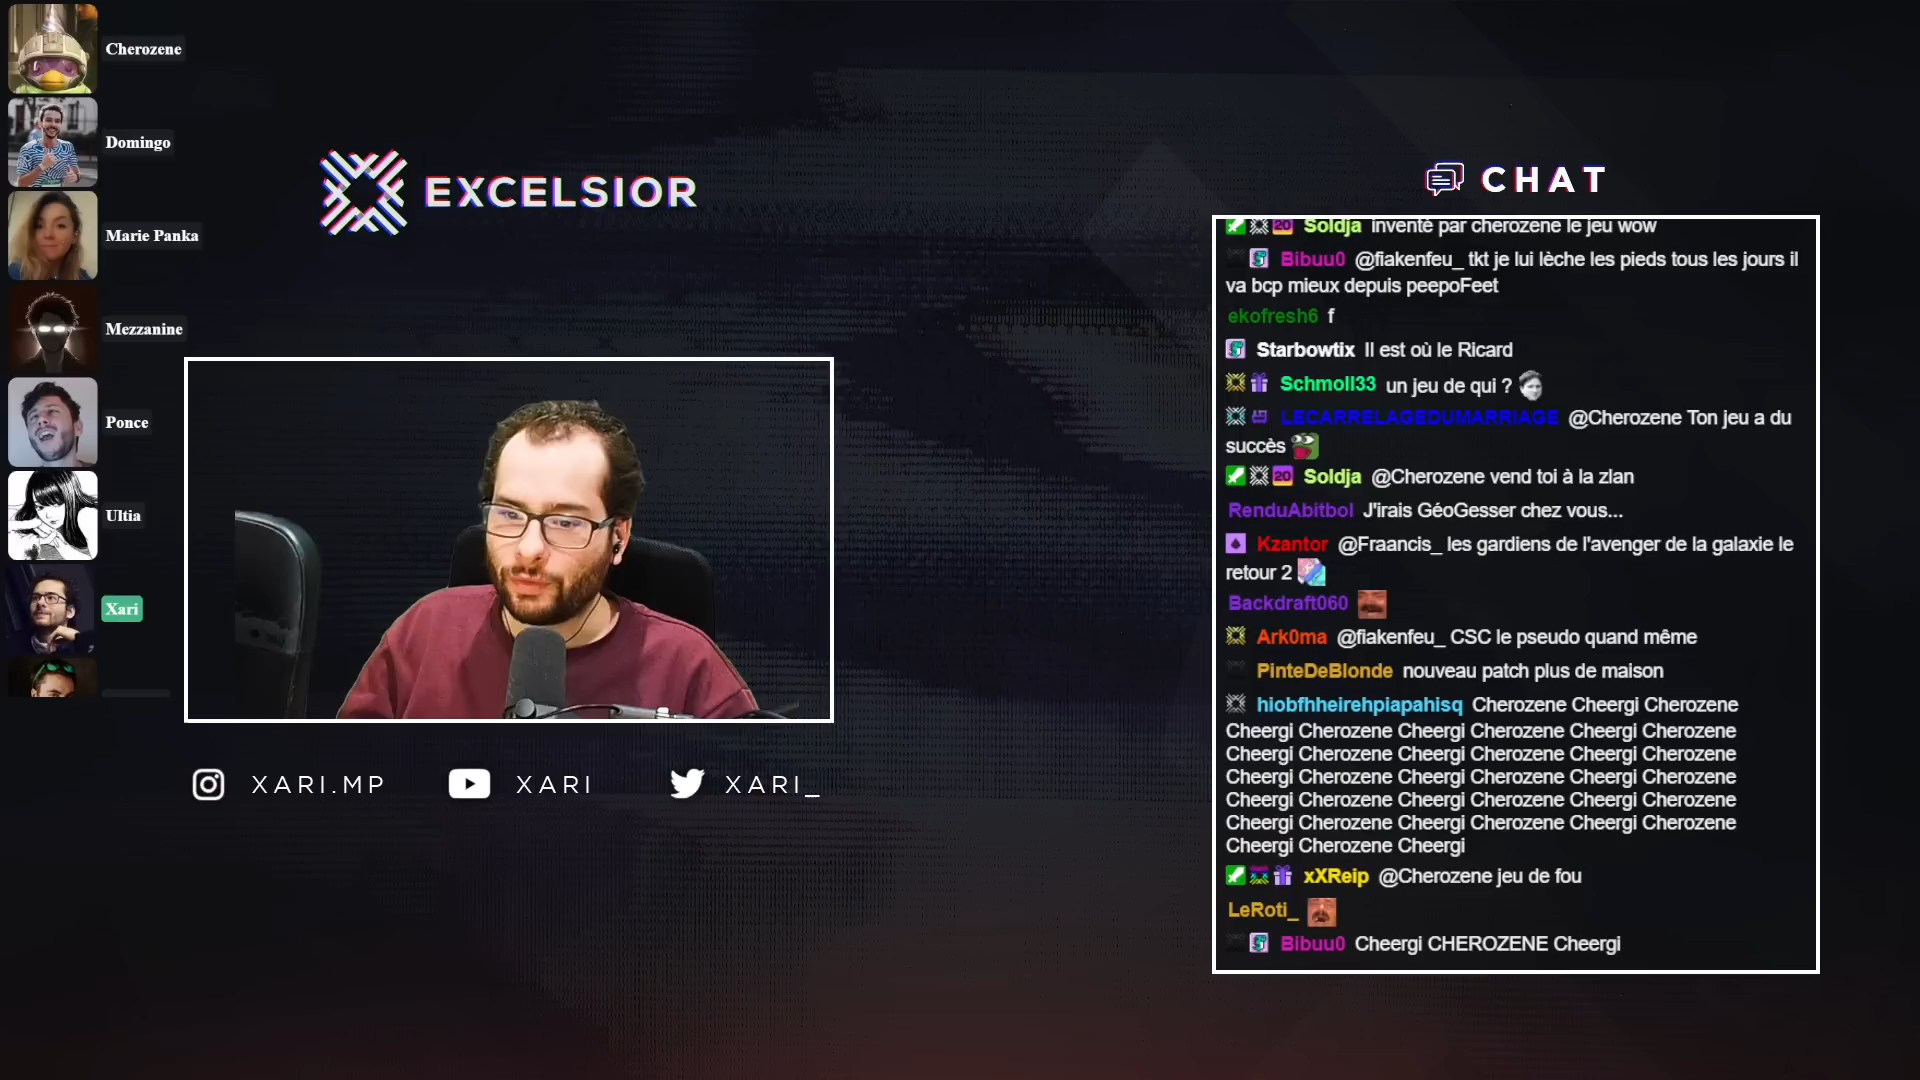 Cherozene
Domingo
Marie Panka
Mezzanine
Ponce
Ultia
Xari
EXCELSIOR
XARI.MP
XARI
XARI_
CHAT
20 Soldja inventé par cherozene le jeu wow
Bibuu0 @fiakenfeu_ tkt je lui lèche les pieds tous les jours il
va bcp mieux depuis peepoFeet
ekofresh6 f
Starbowtix Il est où le Ricard
Schmoll33 un jeu de qui ?
LECARRELAGEDUMARRIAGE @Cherozene Ton jeu a du
succès
20 Soldja @Cherozene vend toi à la zlan
RenduAbitbol J'irais GéoGesser chez vous...
Kzantor @Fraancis_ les gardiens de l'avenger de la galaxie le
retour 2
Backdraft060
Ark0ma @fiakenfeu_ CSC le pseudo quand même
PinteDeBlonde nouveau patch plus de maison
hiobfhheirehpiapahisq Cherozene Cheergi Cherozene
Cheergi Cherozene Cheergi Cherozene Cheergi Cherozene
Cheergi Cherozene Cheergi Cherozene Cheergi Cherozene
Cheergi Cherozene Cheergi Cherozene Cheergi Cherozene
Cheergi Cherozene Cheergi Cherozene Cheergi Cherozene
Cheergi Cherozene Cheergi Cherozene Cheergi Cherozene
Cheergi Cherozene Cheergi
xXReip @Cherozene jeu de fou
LeRoti_
Bibuu0 Cheergi CHEROZENE Cheergi